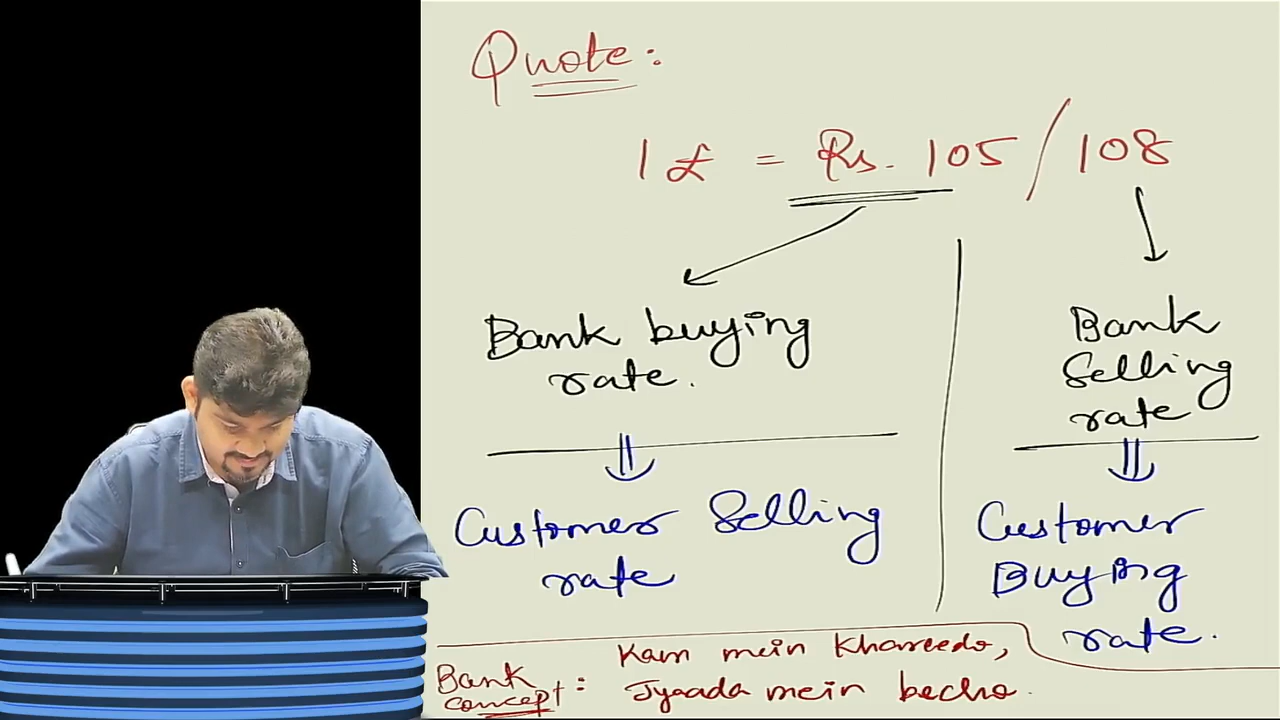 Quote:
1 £ = Rs. 105 / 108
Bank buying
rate.
Bank
Selling
rate
Customer Selling
rate
Customer
Buying
rate.
Bank
concept:
Kam mein Khareedo,
Jyaada mein becho.